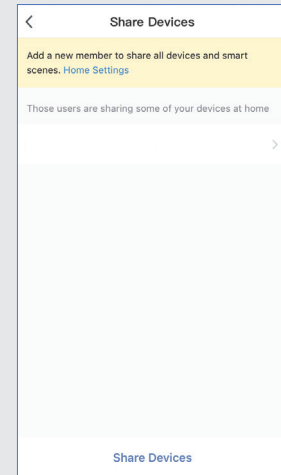 Share Devices
Add a new member to share all devices and smart
scenes. Home Settings
Those users are sharing some of your devices at home
Share Devices